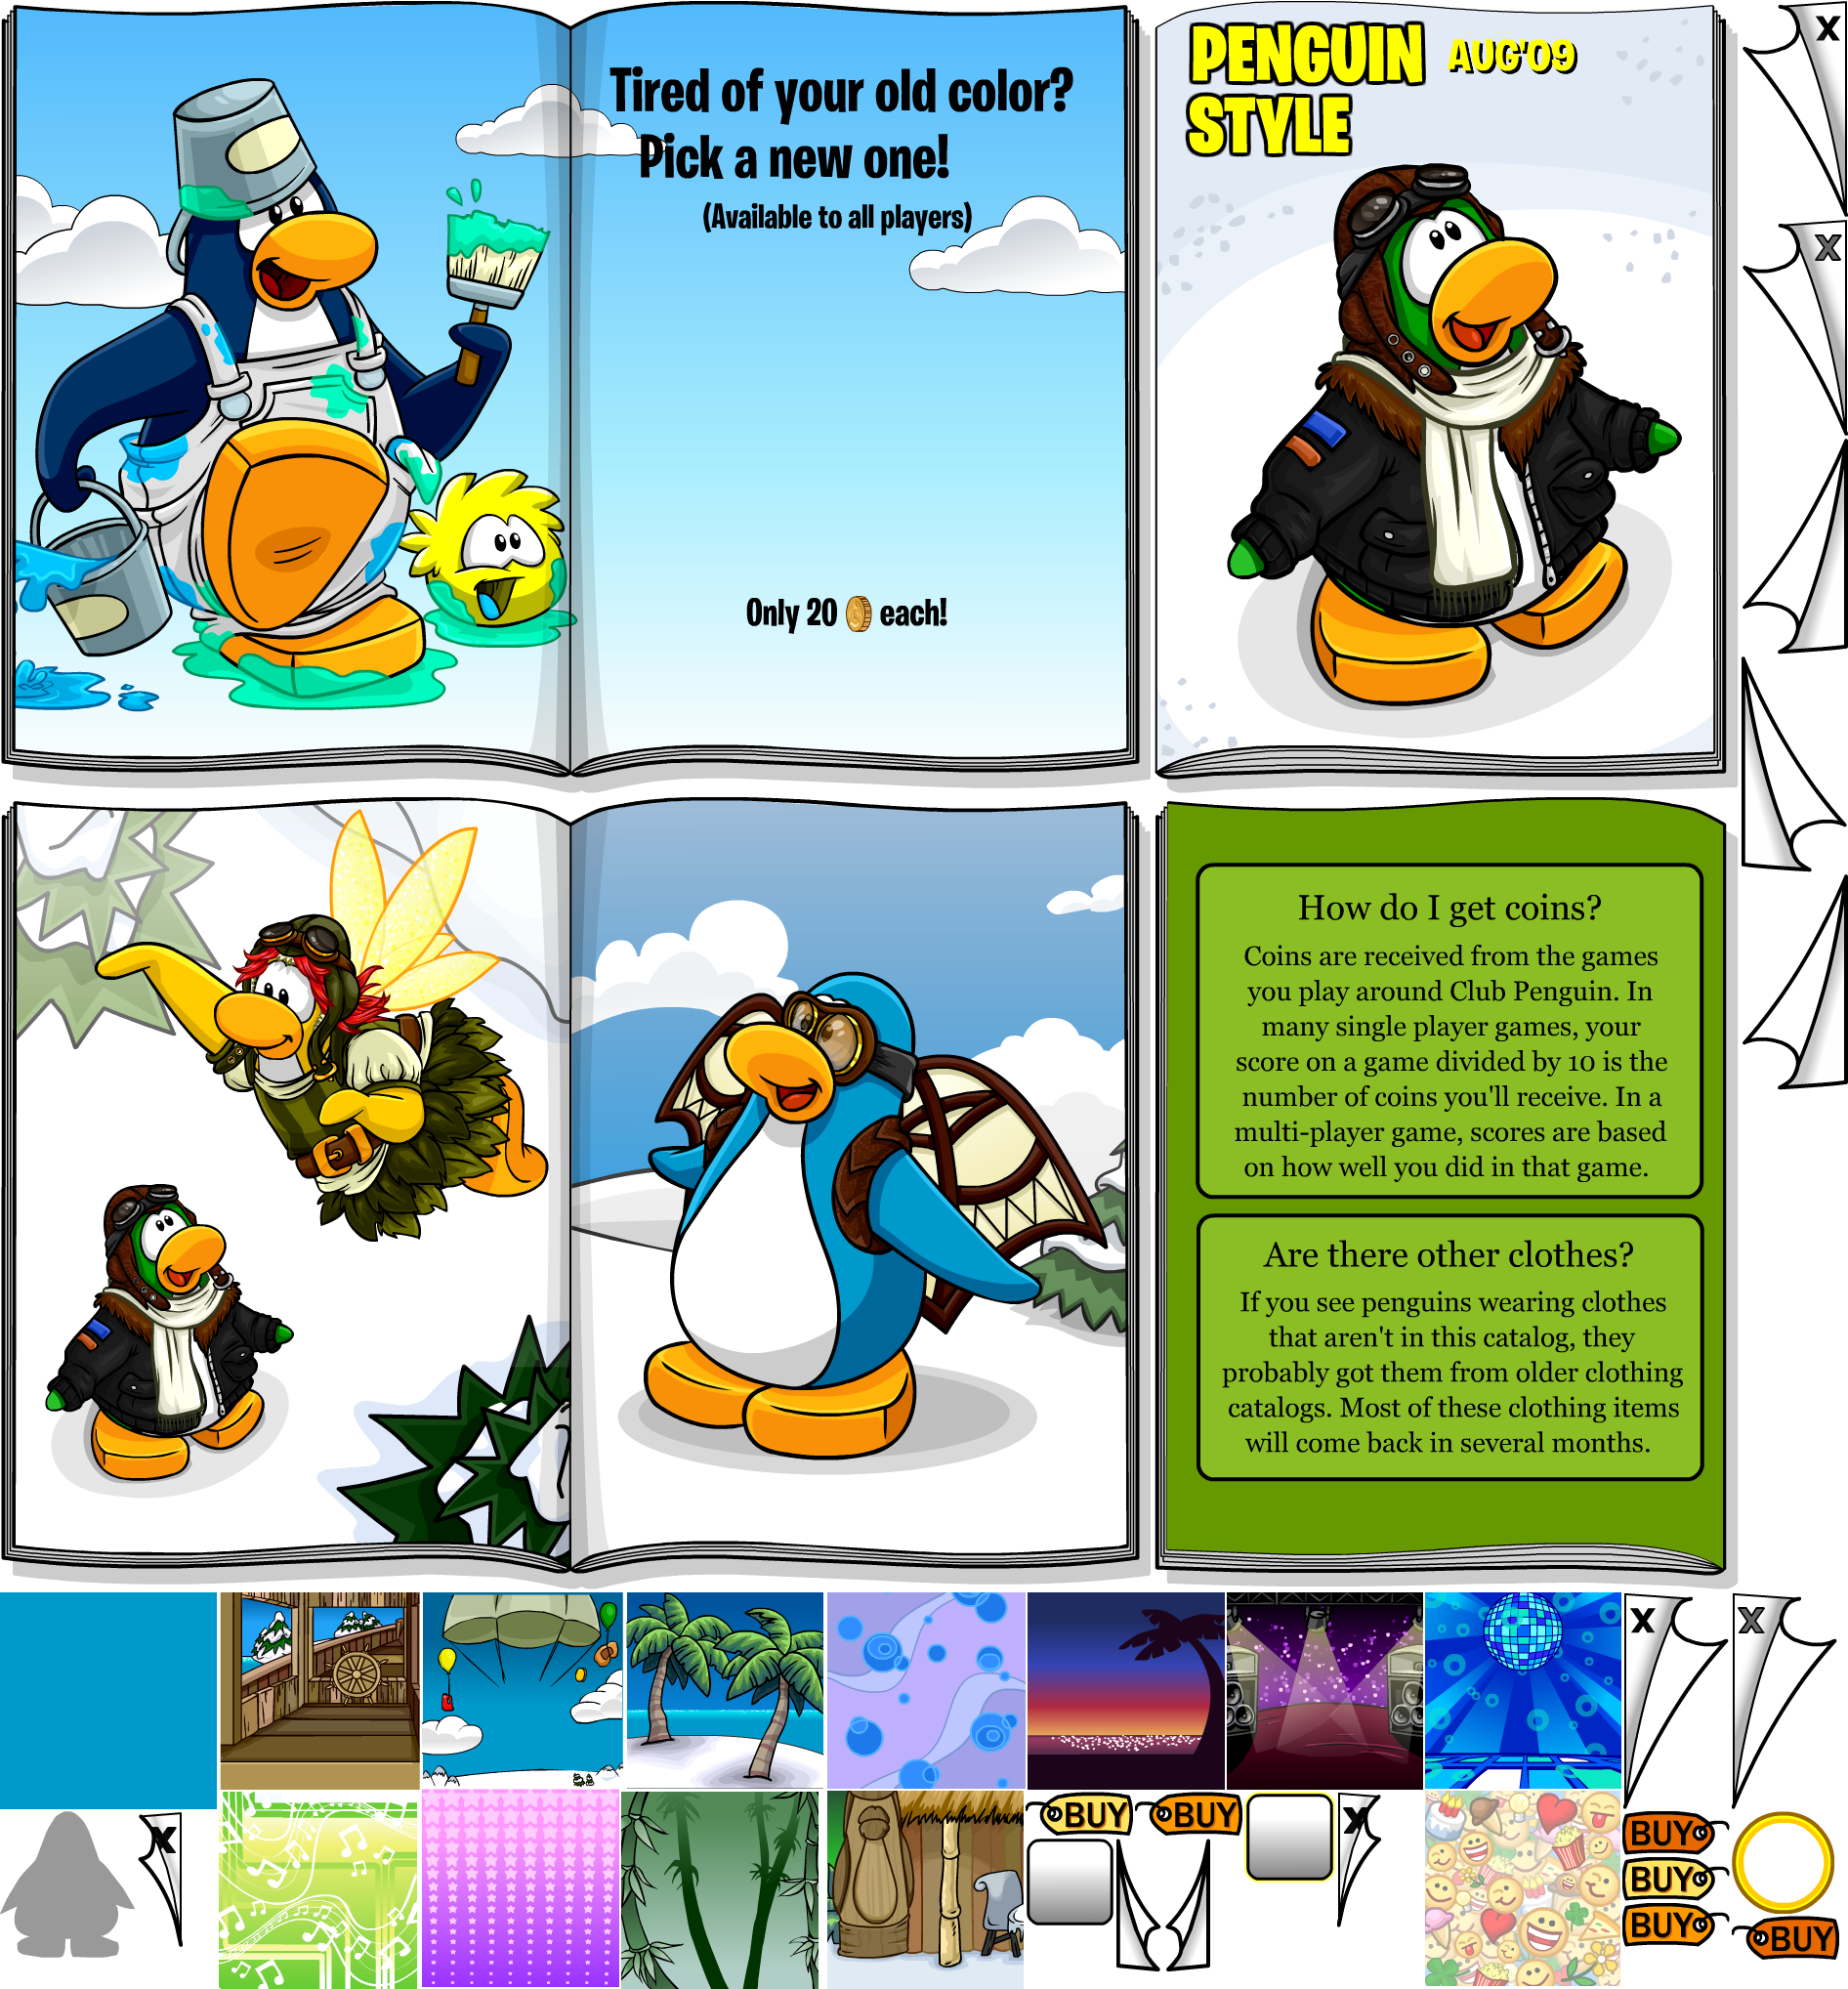 Tired of your old color?
Pick a new one!
(Available to all players)
Only 20 each!
PENGUIN AUG'09
STYLE
X
X
How do I get coins?
Coins are received from the games
you play around Club Penguin. In
many single player games, your
score on a game divided by 10 is the
number of coins you'll receive. In a
multi-player game, scores are based
on how well you did in that game.
Are there other clothes?
If you see penguins wearing clothes
that aren't in this catalog, they
probably got them from older clothing
catalogs. Most of these clothing items
will come back in several months.
X
X
X
BUY
BUY
X
BUY
BUY
BUY
BUY